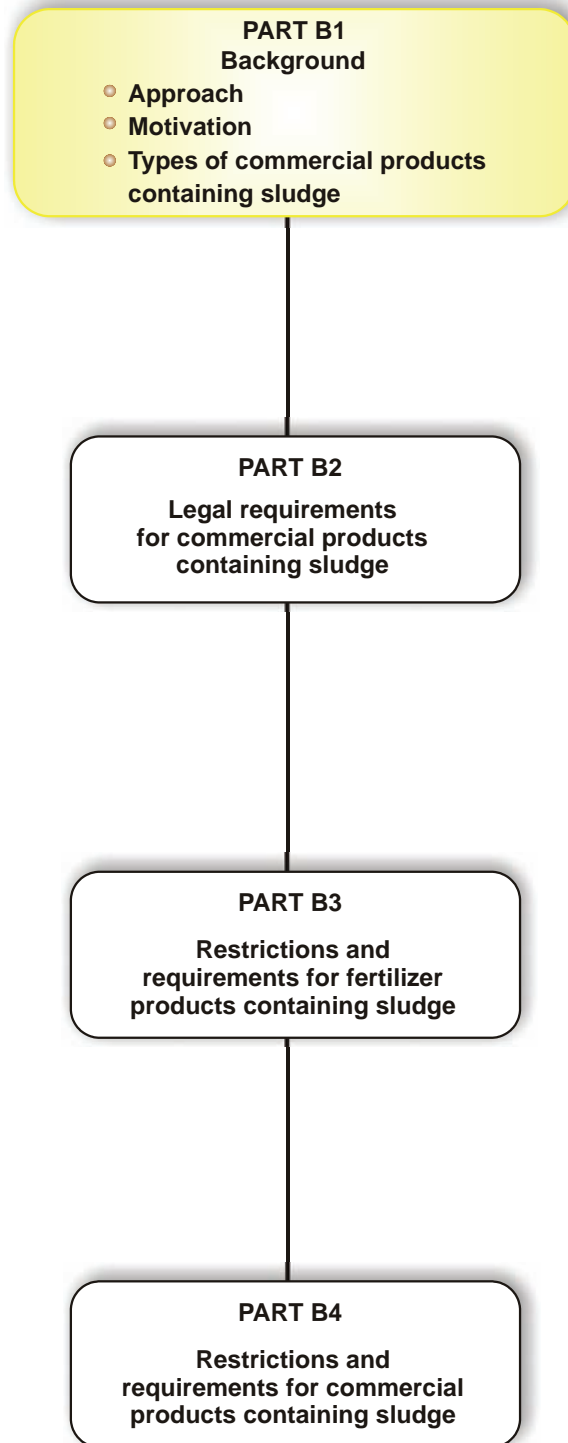 PART B1
Background
Approach
Motivation
Types of commercial products
containing sludge
PART B2
Legal requirements
for commercial products
containing sludge
PART B3
Restrictions and
requirements for fertilizer
products containing sludge
PART B4
Restrictions and
requirements for commercial
products containing sludge